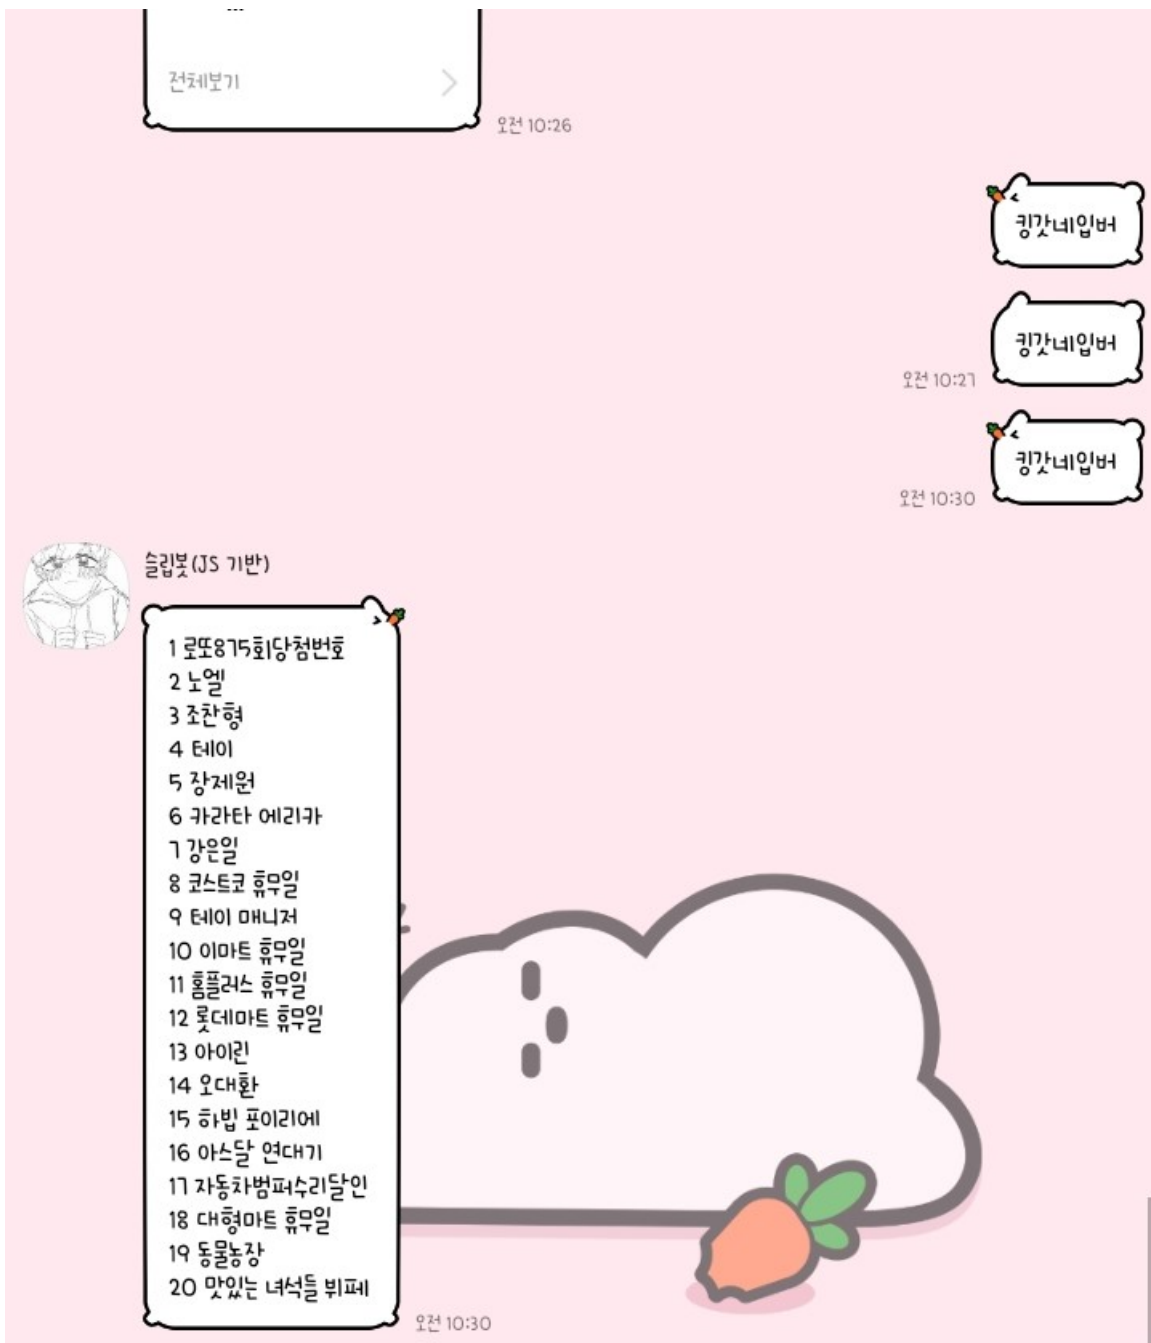 전체보기
오전 10:26
킹갓네입버
킹갓네입버
오전 10:27
킹갓네입버
오전 10:30
슬립봇(JS 기반)
1 로또875회당첨번호
2 노엘
3 조찬형
4 테이
5 장제원
6 카라타 에리카
7 강은일
8 코스트코 휴무일
9 테이 매니저
10 이마트 휴무일
11 홈플러스 휴무일
12 롯데마트 휴무일
13 아이린
14 오대환
15 하빕 포이리에
16 아스달 연대기
17 자동차범퍼수리달인
18 대형마트 휴무일
19 동물농장
20 맛있는 녀석들 뷔페
오전 10:30